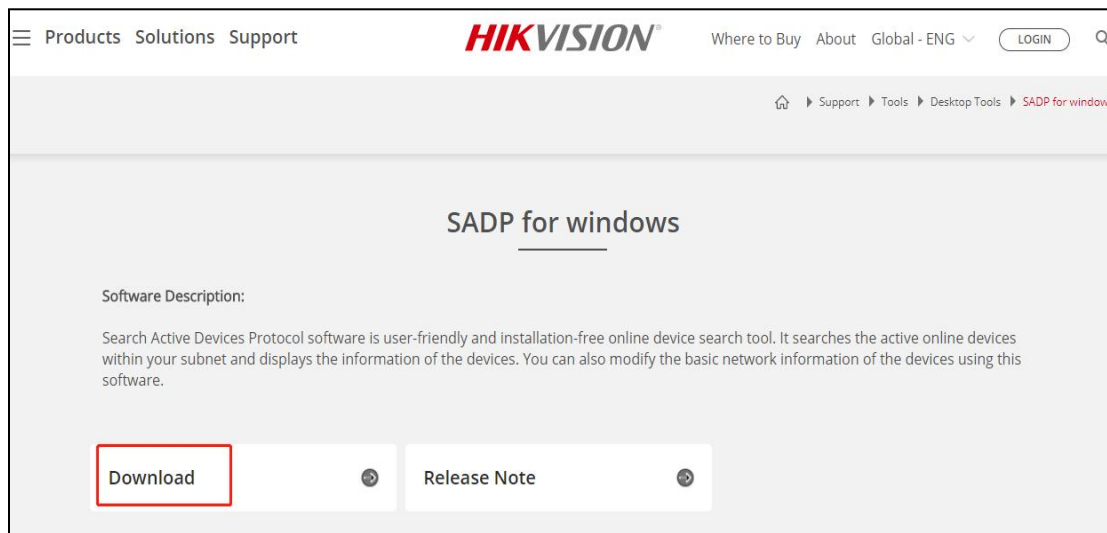 Products Solutions Support HIKVISION® Where to Buy About Global - ENG LOGIN
Support Tools Desktop Tools SADP for window
SADP for windows
Software Description:
Search Active Devices Protocol software is user-friendly and installation-free online device search tool. It searches the active online devices
within your subnet and displays the information of the devices. You can also modify the basic network information of the devices using this
software.
Download Release Note